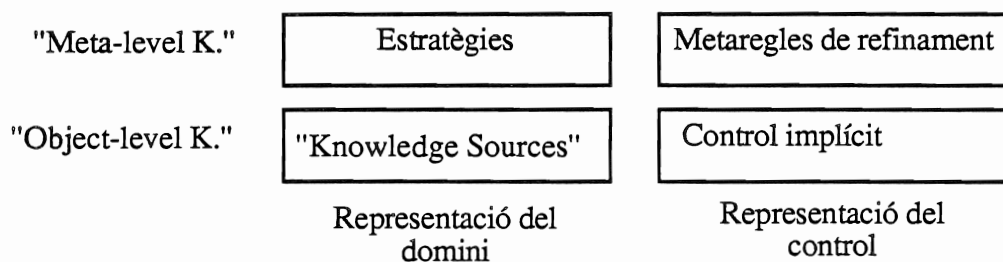 "Meta-level K." Estratègies Metaregles de refinament
"Object-level K." "Knowledge Sources" Control implícit
Representació del Representació del
domini control